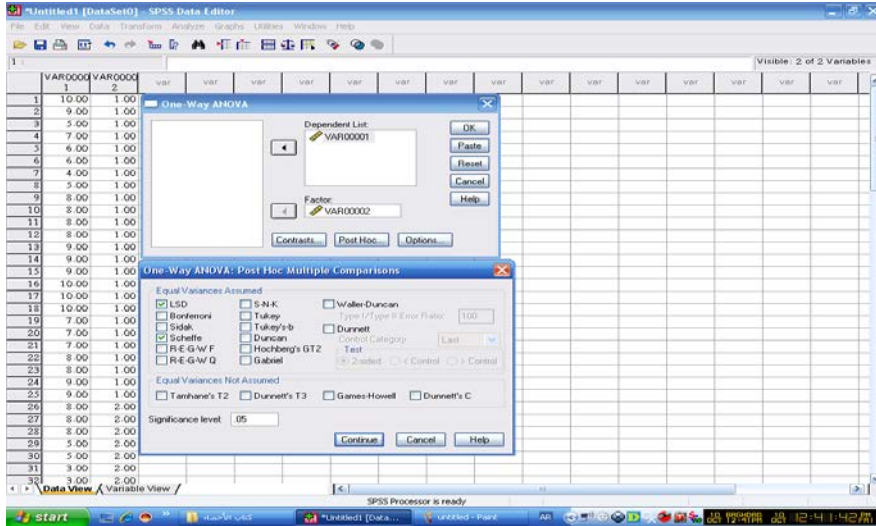 *Untitled1 [DataSet0] - SPSS Data Editor
File Edit View Data Transform Analyze Graphs Utilities Window Help
1 :
Visible: 2 of 2 Variables
VAR00001 VAR00002 var var var var var var var var var var var var var
1 10.00 1.00
2 9.00 1.00
3 5.00 1.00
4 7.00 1.00
5 6.00 1.00
6 6.00 1.00
7 4.00 1.00
8 5.00 1.00
9 8.00 1.00
10 8.00 1.00
11 8.00 1.00
12 8.00 1.00
13 9.00 1.00
14 9.00 1.00
15 9.00 1.00
16 10.00 1.00
17 10.00 1.00
18 10.00 1.00
19 7.00 1.00
20 7.00 1.00
21 7.00 1.00
22 8.00 1.00
23 8.00 1.00
24 9.00 1.00
25 9.00 1.00
26 8.00 2.00
27 8.00 2.00
28 8.00 2.00
29 5.00 2.00
30 5.00 2.00
31 3.00 2.00
32 3.00 2.00
One-Way ANOVA
Dependent List:
VAR00001
Factor:
VAR00002
OK
Paste
Reset
Cancel
Help
Contrasts... Post Hoc... Options...
One-Way ANOVA: Post Hoc Multiple Comparisons
Equal Variances Assumed
LSD S-N-K Waller-Duncan
Bonferroni Tukey Type I/Type II Error Ratio: 100
Sidak Tukey's-b Dunnett
Scheffe Duncan Control Category: Last
R-E-G-W F Hochberg's GT2 Test
R-E-G-W Q Gabriel 2-sided < Control > Control
Equal Variances Not Assumed
Tamhane's T2 Dunnett's T3 Games-Howell Dunnett's C
Significance level: .05
Continue Cancel Help
Data View Variable View
SPSS Processor is ready
start *Untitled1 [Data... untitled - Paint AR 12:41:42